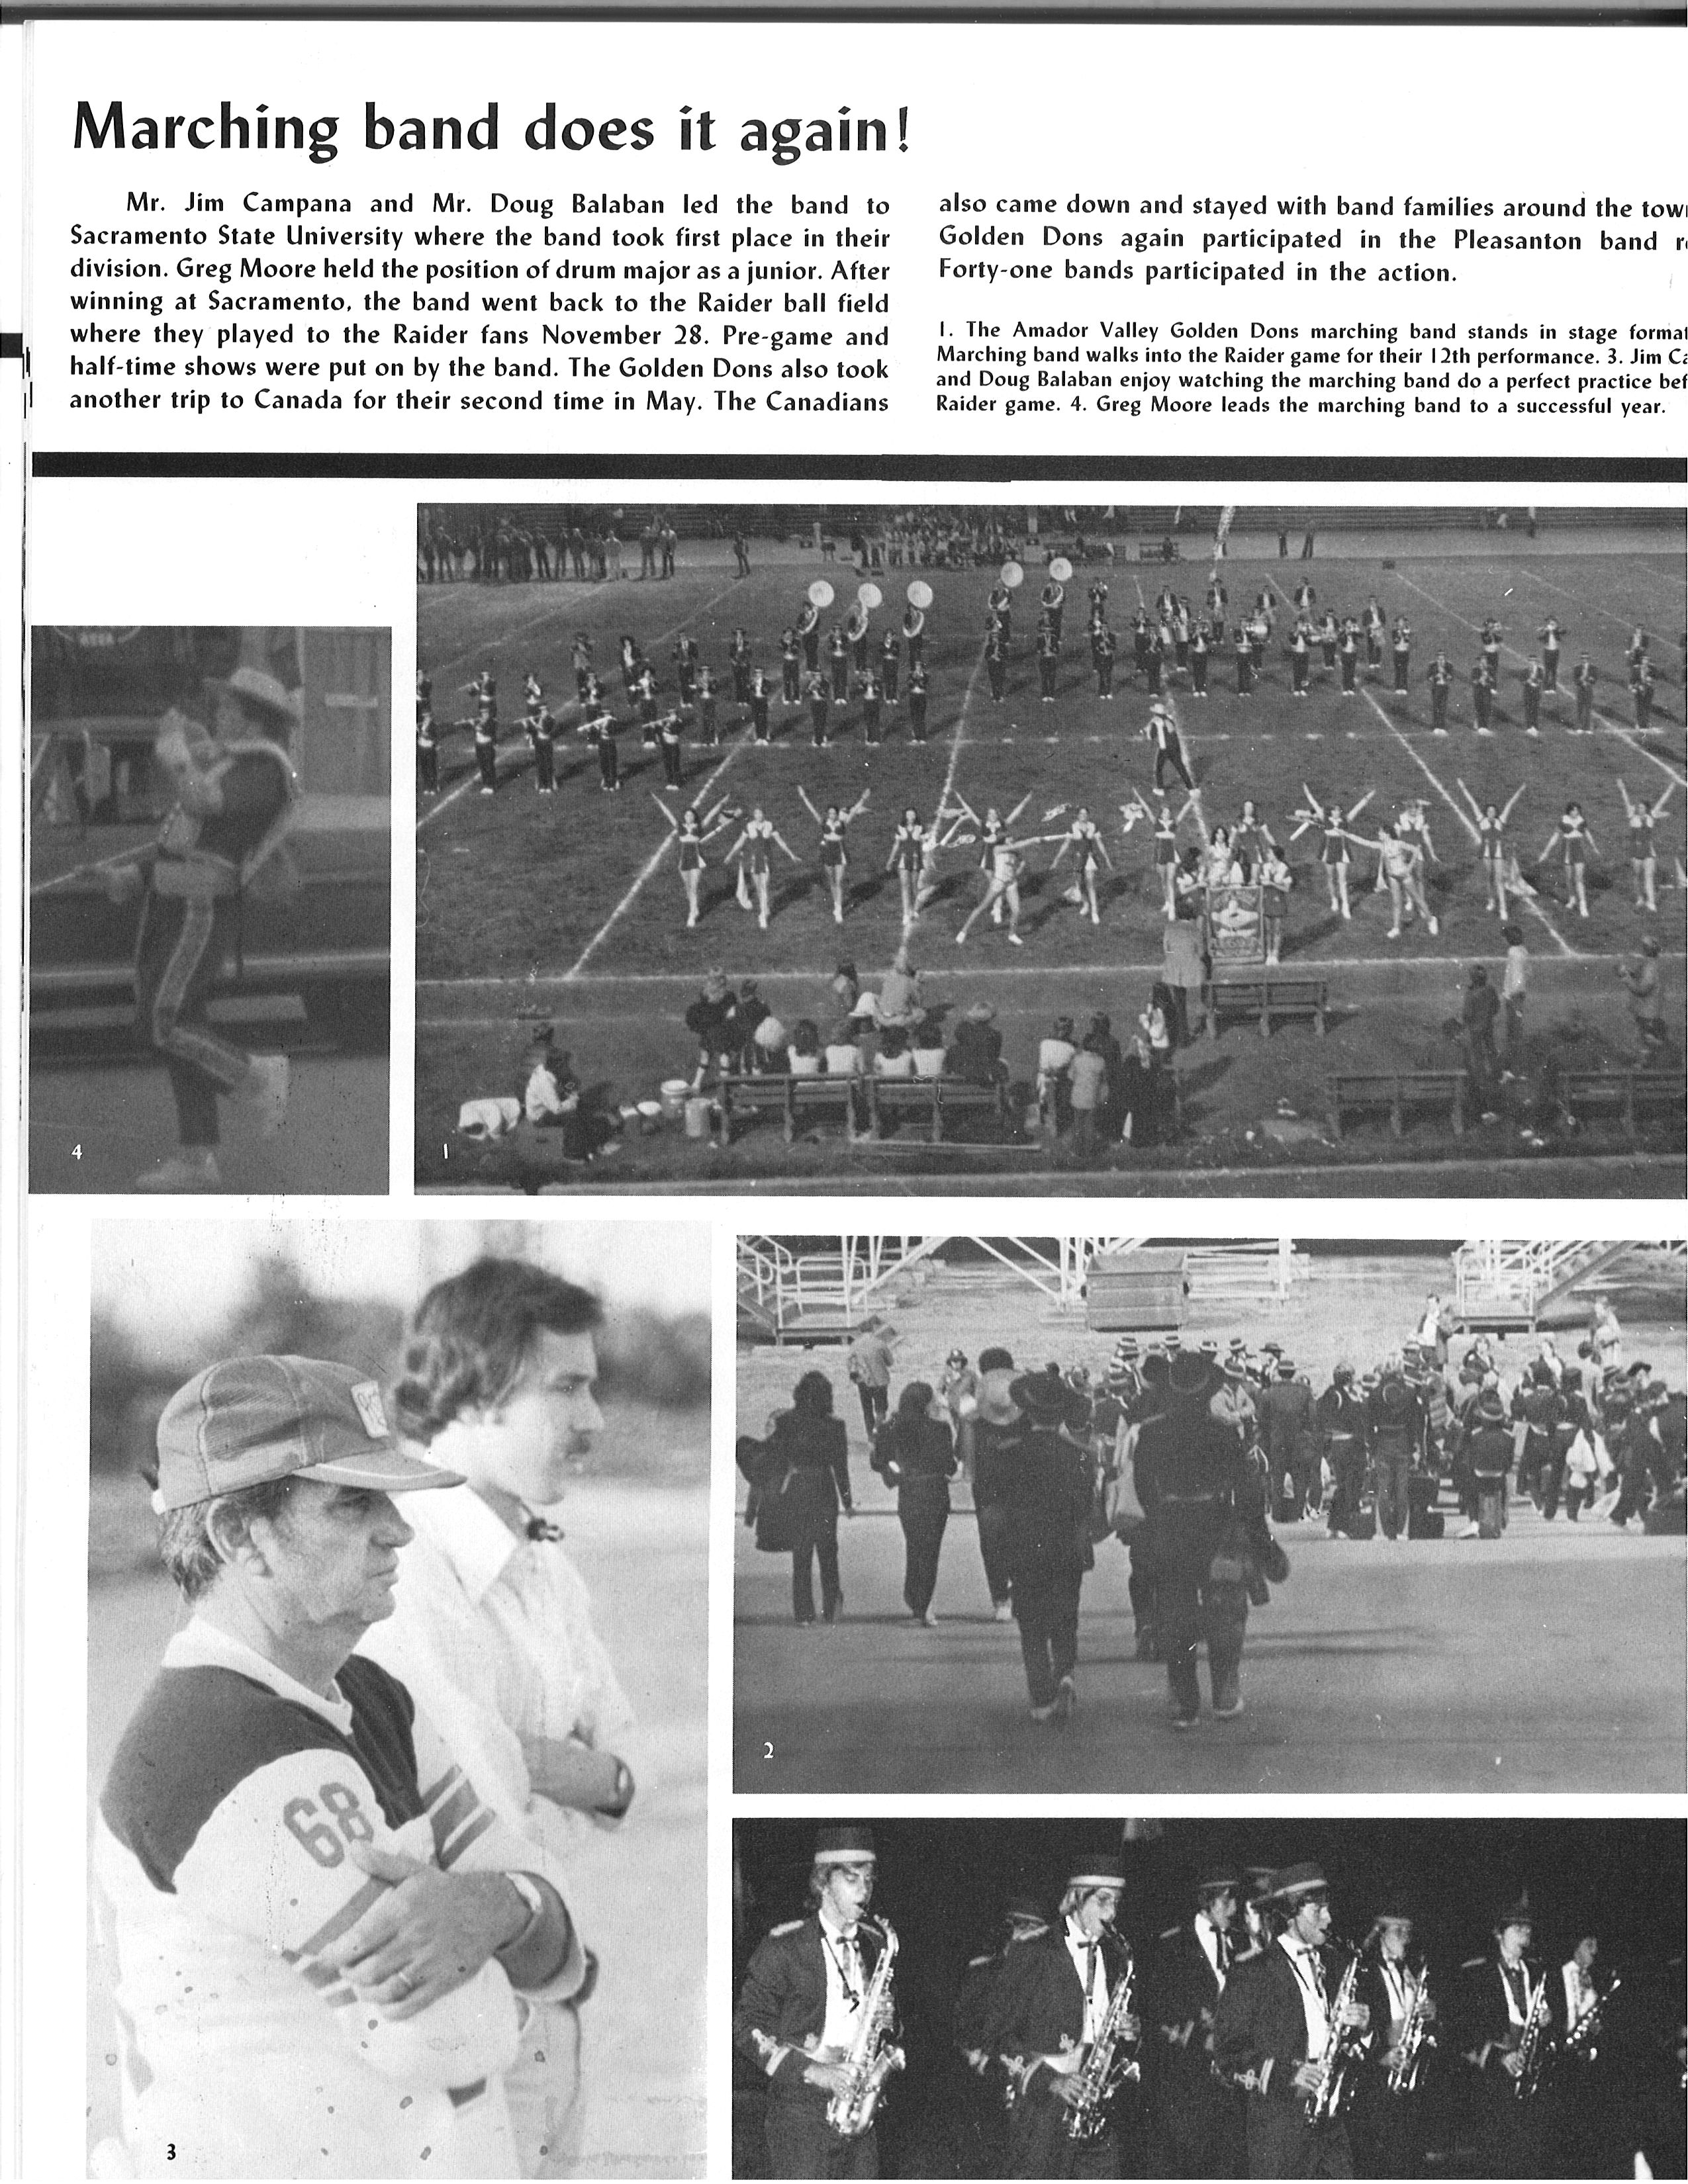 Marching band does it again!
Mr. Jim Campana and Mr. Doug Balaban led the band to
Sacramento State University where the band took first place in their
division. Greg Moore held the position of drum major as a junior. After
winning at Sacramento, the band went back to the Raider ball field
where they played to the Raider fans November 28. Pre-game and
half-time shows were put on by the band. The Golden Dons also took
another trip to Canada for their second time in May. The Canadians
also came down and stayed with band families around the
Golden Dons again participated in the Pleasanton band
Forty-one bands participated in the action.
1. The Amador Valley Golden Dons marching band stands in stage
Marching band walks into the Raider game for their 12th performance. 3. Jim
and Doug Balaban enjoy watching the marching band do a perfect practice
Raider game. 4. Greg Moore leads the marching band to a successful year.
4
1
68
2
3